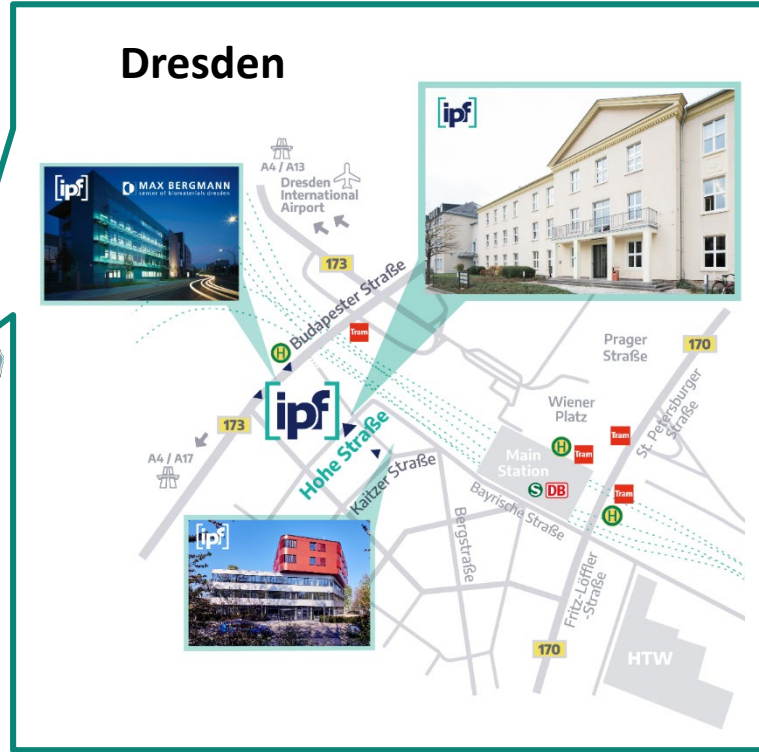 Dresden
[ipf]
A4 / A13
Dresden
International
Airport
[ipf] MAX BERGMANN
center of biomaterials dresden
173
Budapester Straße
Tram
H
Prager
Straße
170
St. Petersburger
Straße
Wiener
Platz
[ipf]
173
Hohe Straße
A4 / A17
Kaitzer Straße
H
Tram
Tram
Main
Station
S DB
Tram
H
Bayrische Straße
Bergstraße
[ipf]
Fritz-Löffler
-Straße
170
HTW